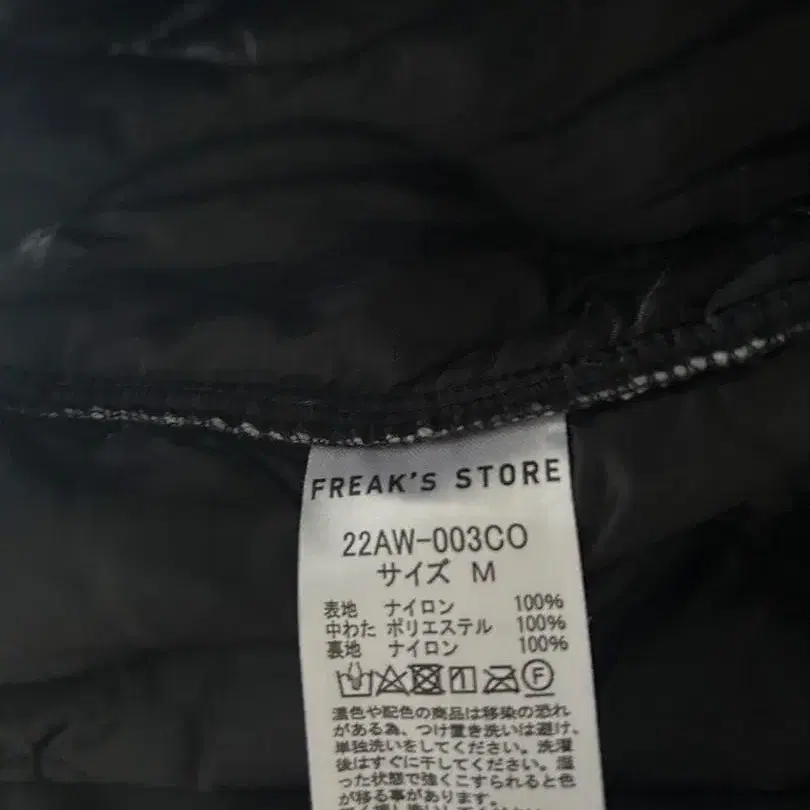 FREAK'S STORE
22AW-003CO
サイズ M
表地 ナイロン 100%
中わた ポリエステル 100%
裏地 ナイロン 100%
F
濃色や配色の商品は移染の恐れ
がある為、つけ置き洗いは避け、
単独洗いをしてください。洗濯
後はすぐに干してください。湿
った状態で強くこすられると色
が移る事があります。